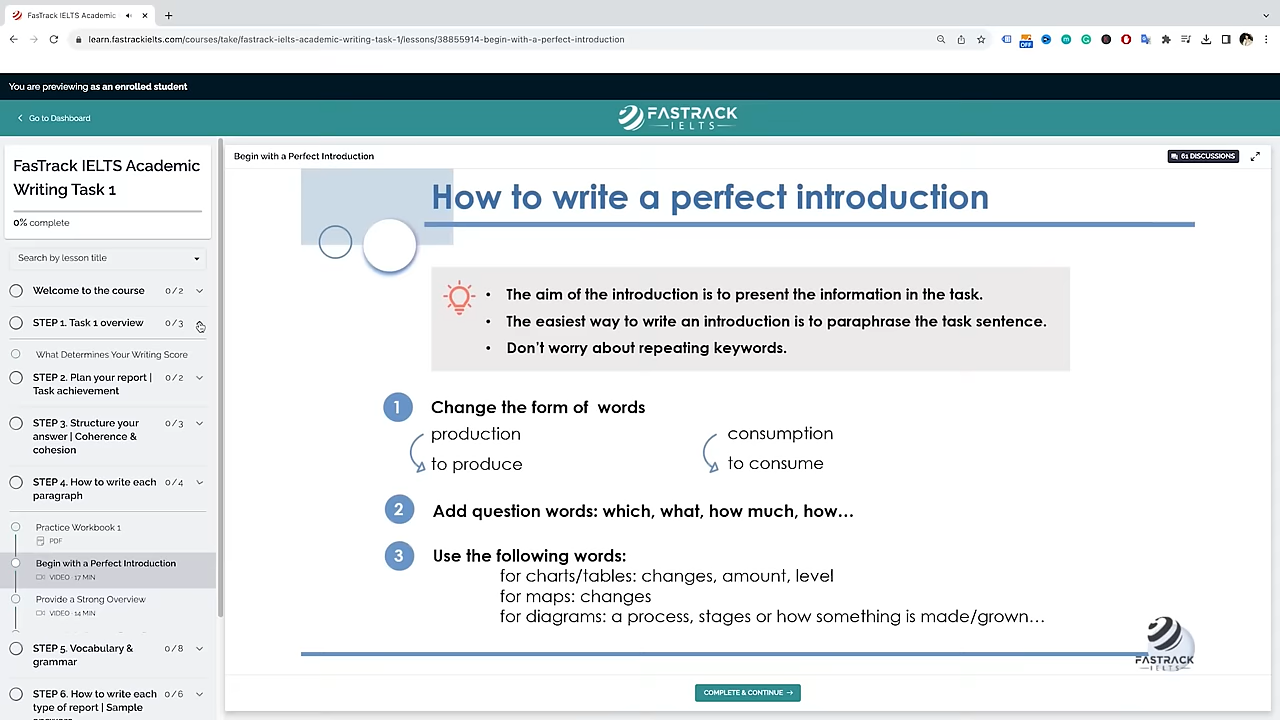 FasTrack IELTS Academic
learn.fastrackielts.com/courses/take/fastrack-ielts-academic-writing-task-1/lessons/38855914-begin-with-a-perfect-introduction
OFF
You are previewing as an enrolled student
Go to Dashboard
FASTRACK
IELTS
FasTrack IELTS Academic
Writing Task 1
0% complete
Search by lesson title
Welcome to the course 0 / 2
STEP 1. Task 1 overview 0 / 3
What Determines Your Writing Score
STEP 2. Plan your report | 0 / 2
Task achievement
STEP 3. Structure your 0 / 3
answer | Coherence &
cohesion
STEP 4. How to write each 0 / 4
paragraph
Practice Workbook 1
PDF
Begin with a Perfect Introduction
VIDEO · 17 MIN
Provide a Strong Overview
VIDEO · 14 MIN
STEP 5. Vocabulary & 0 / 8
grammar
STEP 6. How to write each 0 / 6
type of report | Sample
Begin with a Perfect Introduction
61 DISCUSSIONS
How to write a perfect introduction
• The aim of the introduction is to present the information in the task.
• The easiest way to write an introduction is to paraphrase the task sentence.
• Don't worry about repeating keywords.
1 Change the form of words
production consumption
to produce to consume
2 Add question words: which, what, how much, how...
3 Use the following words:
for charts/tables: changes, amount, level
for maps: changes
for diagrams: a process, stages or how something is made/grown...
FASTRACK
IELTS
COMPLETE & CONTINUE →